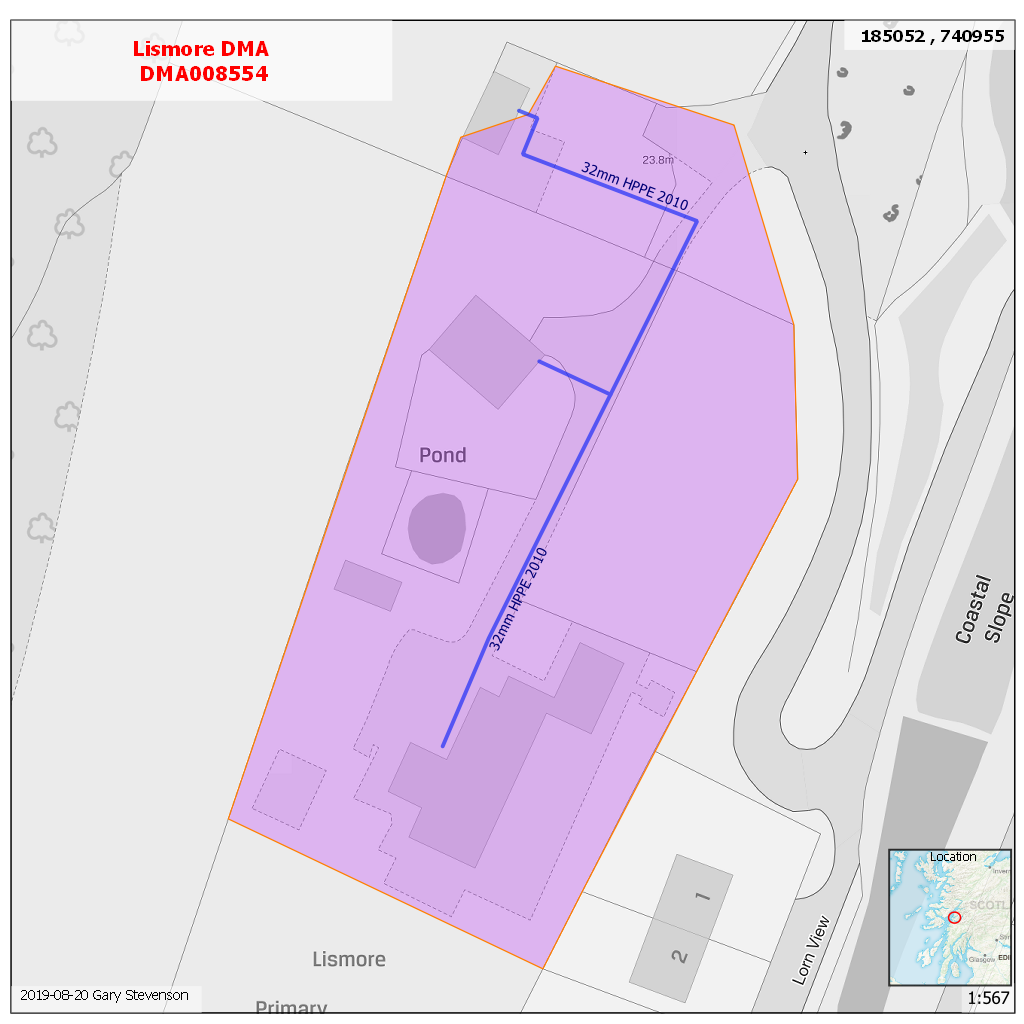 Lismore DMA
DMA008554
185052 , 740955
23.8m
32mm HPPE 2010
Pond
32mm HPPE 2010
Coastal
Slope
1
2
Lorn View
Lismore
Primary
Location
SCOTL
Glasgow
EDI
2019-08-20 Gary Stevenson
1:567